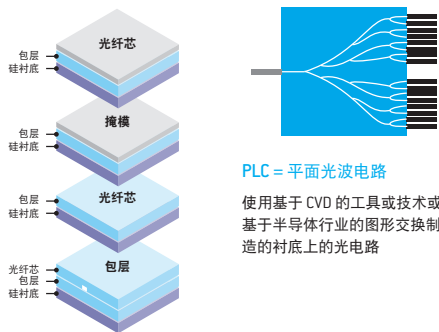 光纤芯
包层
硅衬底
掩模
包层
硅衬底
光纤芯
包层
硅衬底
包层
光纤芯
包层
硅衬底
PLC = 平面光波电路
使用基于 CVD 的工具或技术或
基于半导体行业的图形交换制
造的衬底上的光电路